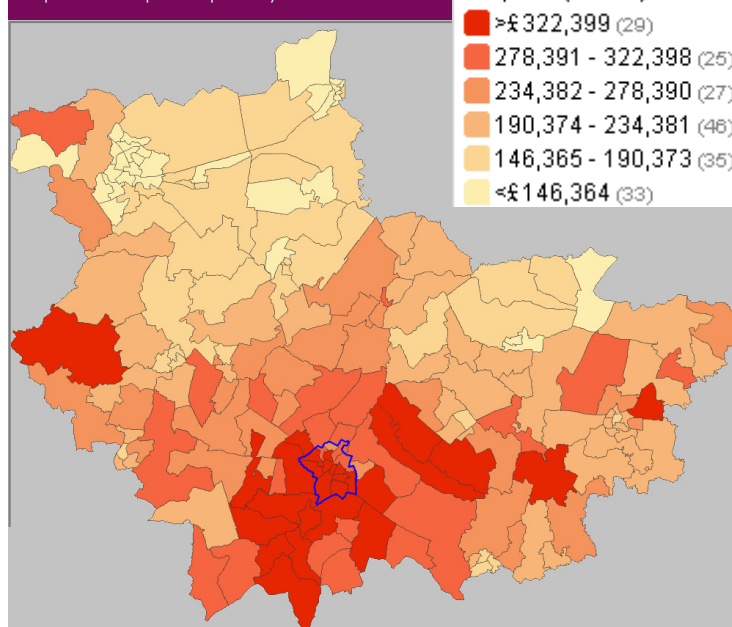 >£322,399 (29)
278,391 - 322,398 (25)
234,382 - 278,390 (27)
190,374 - 234,381 (46)
146,365 - 190,373 (35)
<£146,364 (33)